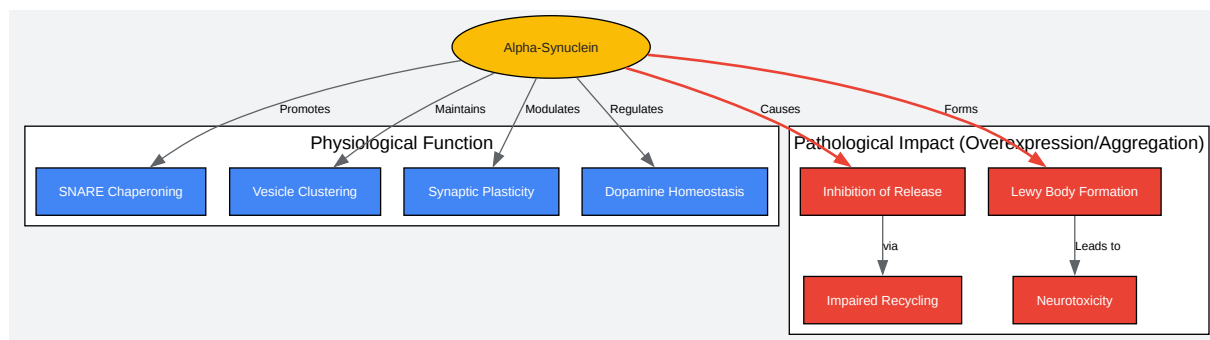 Alpha-Synuclein
Promotes
Maintains
Modulates
Regulates
Causes
Forms
Physiological Function
Pathological Impact (Overexpression/Aggregation)
SNARE Chaperoning
Vesicle Clustering
Synaptic Plasticity
Dopamine Homeostasis
Inhibition of Release
Lewy Body Formation
via
Leads to
Impaired Recycling
Neurotoxicity